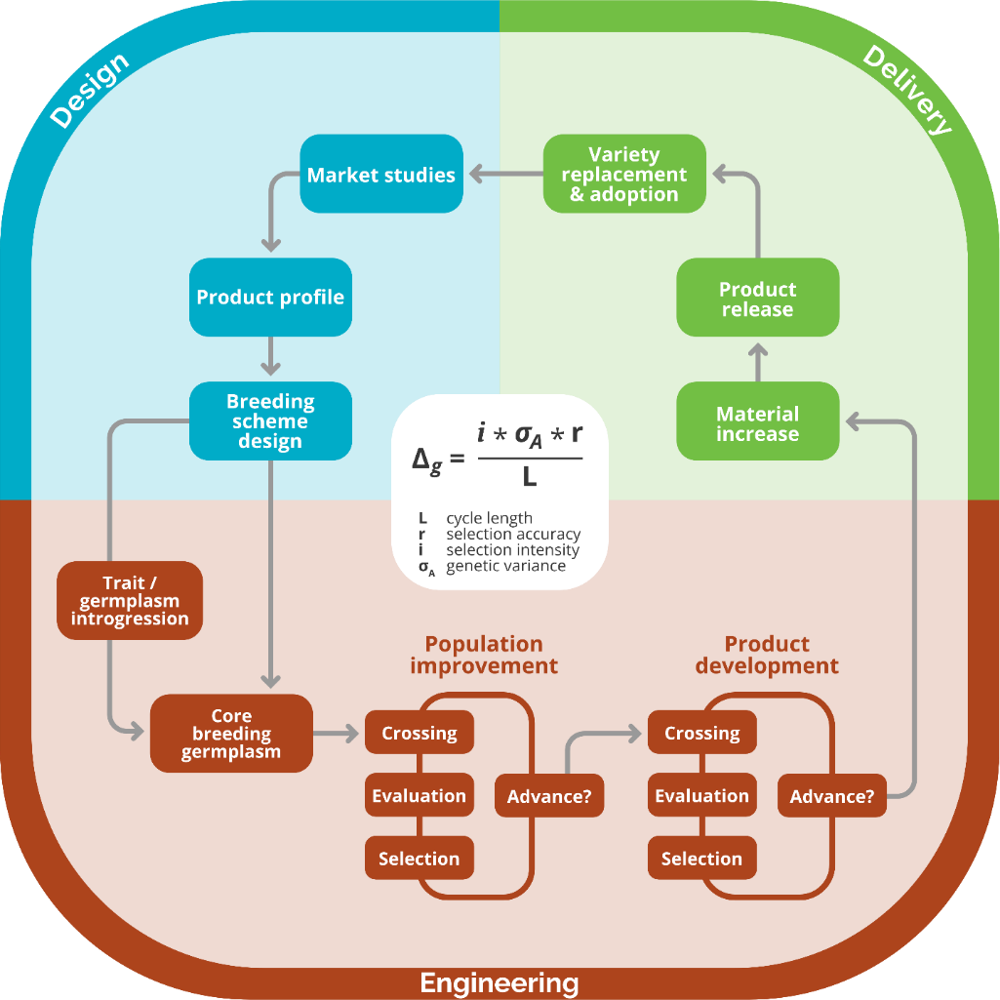 Design
Delivery
Market studies
Variety
replacement
& adoption
Product profile
Product
release
Breeding
scheme
design
Material
increase
Δg = i * σA * r
L
L cycle length
r selection accuracy
i selection intensity
σA genetic variance
Trait /
germplasm
introgression
Population
improvement
Product
development
Core
breeding
germplasm
Crossing
Evaluation
Selection
Advance?
Crossing
Evaluation
Selection
Advance?
Engineering